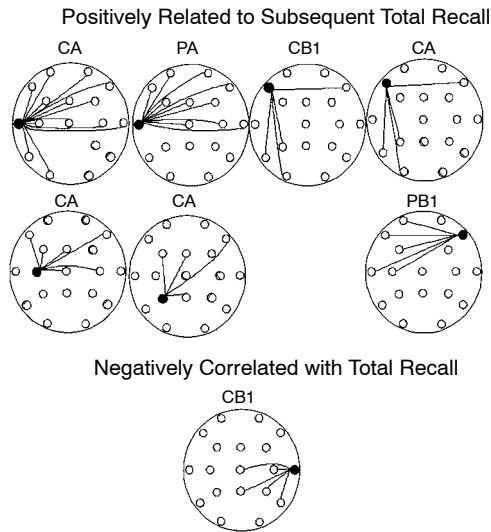 Positively Related to Subsequent Total Recall
CA PA CB1 CA
CA CA PB1
Negatively Correlated with Total Recall
CB1